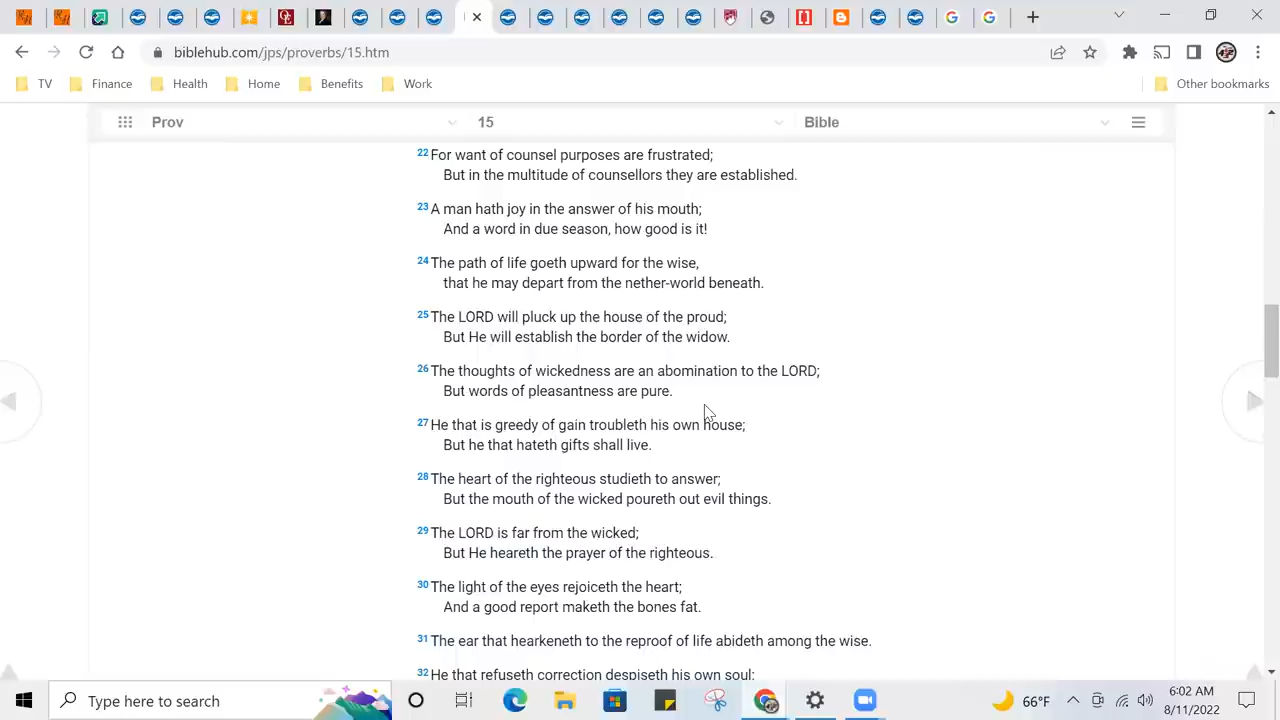 biblehub.com/jps/proverbs/15.htm
TV Finance Health Home Benefits Work Other bookmarks
Prov 15 Bible
22 For want of counsel purposes are frustrated;
But in the multitude of counsellors they are established.
23 A man hath joy in the answer of his mouth;
And a word in due season, how good is it!
24 The path of life goeth upward for the wise,
that he may depart from the nether-world beneath.
25 The LORD will pluck up the house of the proud;
But He will establish the border of the widow.
26 The thoughts of wickedness are an abomination to the LORD;
But words of pleasantness are pure.
27 He that is greedy of gain troubleth his own house;
But he that hateth gifts shall live.
28 The heart of the righteous studieth to answer;
But the mouth of the wicked poureth out evil things.
29 The LORD is far from the wicked;
But He heareth the prayer of the righteous.
30 The light of the eyes rejoiceth the heart;
And a good report maketh the bones fat.
31 The ear that hearkeneth to the reproof of life abideth among the wise.
32 He that refuseth correction despiseth his own soul:
Type here to search
66°F
6:02 AM
8/11/2022